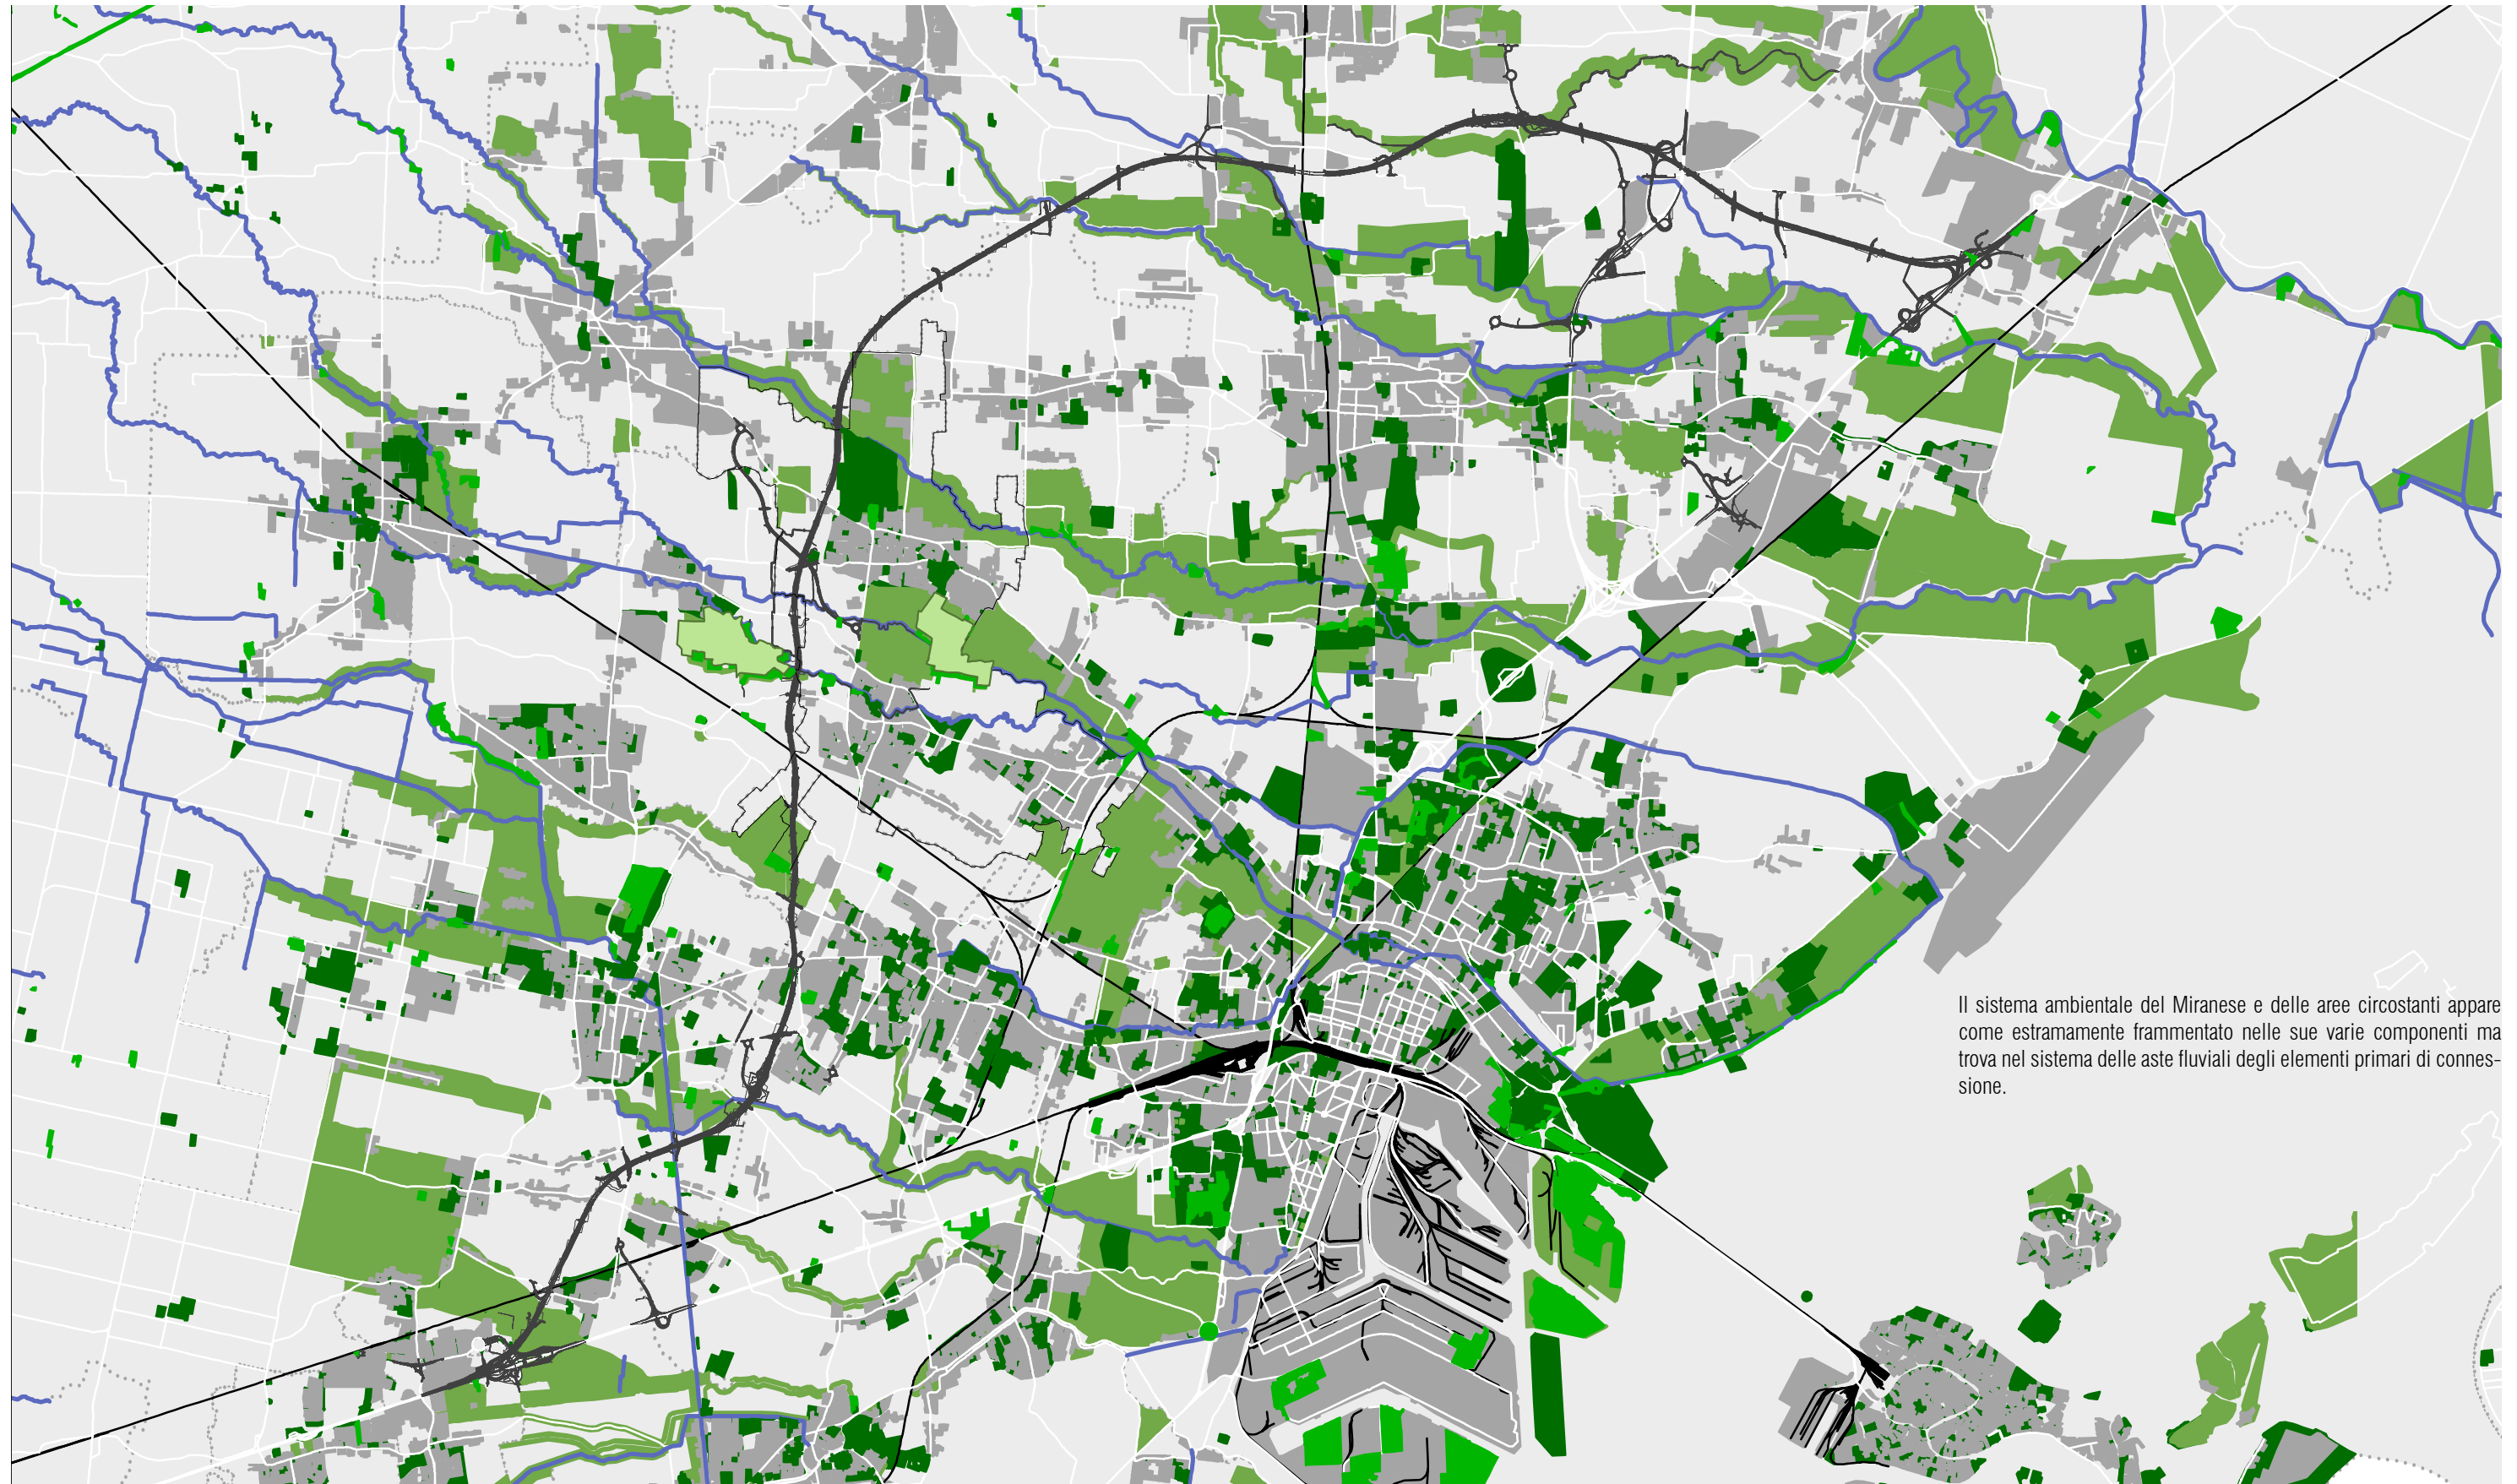 Il sistema ambientale del Miranese e delle aree circostanti appare
come estramamente frammentato nelle sue varie componenti ma
trova nel sistema delle aste fluviali degli elementi primari di connes-
sione.